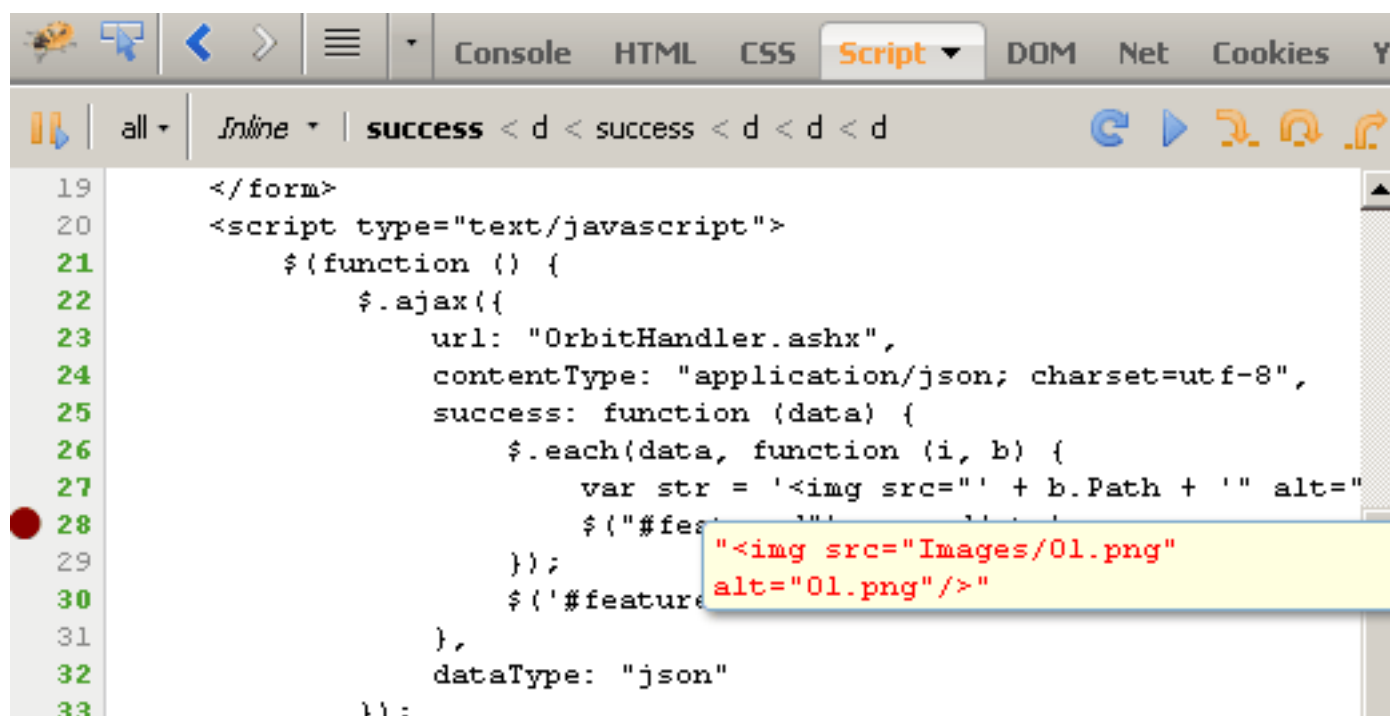 Console HTML CSS Script DOM Net Cookies Y
all Inline success < d < success < d < d < d
19 </form>
20 <script type="text/javascript">
21 $(function () {
22 $.ajax({
23 url: "OrbitHandler.ashx",
24 contentType: "application/json; charset=utf-8",
25 success: function (data) {
26 $.each(data, function (i, b) {
27 var str = '<img src="' + b.Path + '" alt="
28 $("#fea
"<img src="Images/01.png"
29 });
alt="01.png"/>"
30 $('#feature
31 },
32 dataType: "json"
33 });